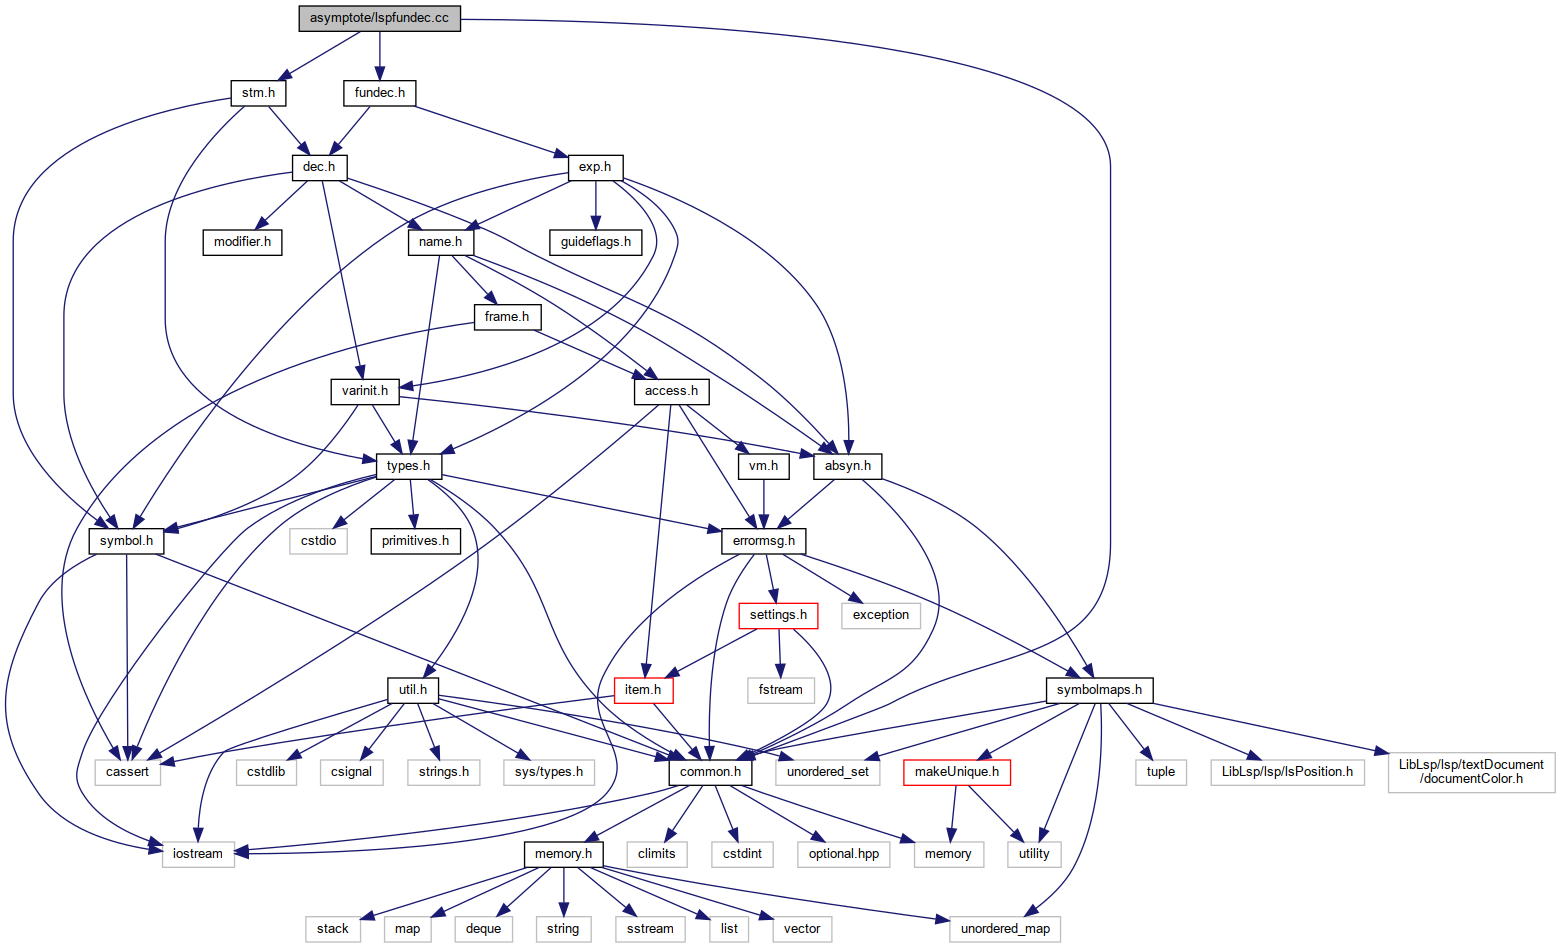 asymptote/lspfundec.cc
stm.h
fundec.h
dec.h
exp.h
modifier.h
name.h
guideflags.h
frame.h
varinit.h
access.h
types.h
vm.h
absyn.h
symbol.h
cstdio
primitives.h
errormsg.h
settings.h
exception
util.h
item.h
fstream
symbolmaps.h
cassert
cstdlib
csignal
strings.h
sys/types.h
common.h
unordered_set
makeUnique.h
tuple
LibLsp/lsp/lsPosition.h
LibLsp/lsp/textDocument
/documentColor.h
iostream
memory.h
climits
cstdint
optional.hpp
memory
utility
stack
map
deque
string
sstream
list
vector
unordered_map